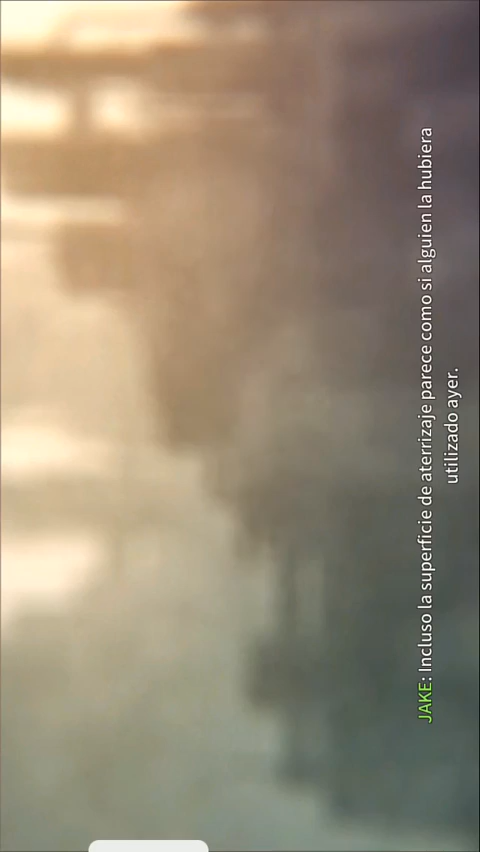 JAKE: Incluso la superficie de aterrizaje parece como si alguien la hubiera
utilizado ayer.